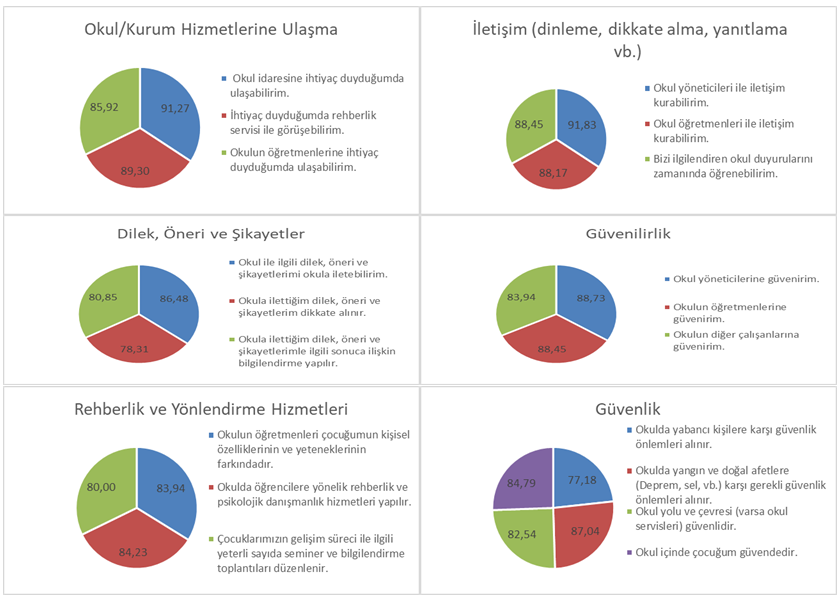 Okul/Kurum Hizmetlerine Ulaşma
85,92
91,27
89,30
Okul idaresine ihtiyaç duyduğumda
ulaşabilirim.
İhtiyaç duyduğumda rehberlik
servisi ile görüşebilirim.
Okulun öğretmenlerine ihtiyaç
duyduğumda ulaşabilirim.
İletişim (dinleme, dikkate alma, yanıtlama
vb.)
88,45
91,83
88,17
Okul yöneticileri ile iletişim
kurabilirim.
Okul öğretmenleri ile iletişim
kurabilirim.
Bizi ilgilendiren okul duyurularını
zamanında öğrenebilirim.
Dilek, Öneri ve Şikayetler
80,85
86,48
78,31
Okul ile ilgili dilek, öneri ve
şikayetlerimi okula iletebilirim.
Okula ilettiğim dilek, öneri ve
şikayetlerim dikkate alınır.
Okula ilettiğim dilek, öneri ve
şikayetlerimle ilgili sonuca ilişkin
bilgilendirme yapılır.
Güvenilirlik
83,94
88,73
88,45
Okul yöneticilerine güvenirim.
Okulun öğretmenlerine
güvenirim.
Okulun diğer çalışanlarına
güvenirim.
Rehberlik ve Yönlendirme Hizmetleri
80,00
83,94
84,23
Okulun öğretmenleri çocuğumun kişisel
özelliklerinin ve yeteneklerinin
farkındadır.
Okulda öğrencilere yönelik rehberlik ve
psikolojik danışmanlık hizmetleri yapılır.
Çocuklarımızın gelişim süreci ile ilgili
yeterli sayıda seminer ve bilgilendirme
toplantıları düzenlenir.
Güvenlik
84,79
77,18
82,54
87,04
Okulda yabancı kişilere karşı güvenlik
önlemleri alınır.
Okulda yangın ve doğal afetlere
(Deprem, sel, vb.) karşı gerekli güvenlik
önlemleri alınır.
Okul yolu ve çevresi (varsa okul
servisleri) güvenlidir.
Okul içinde çocuğum güvendedir.